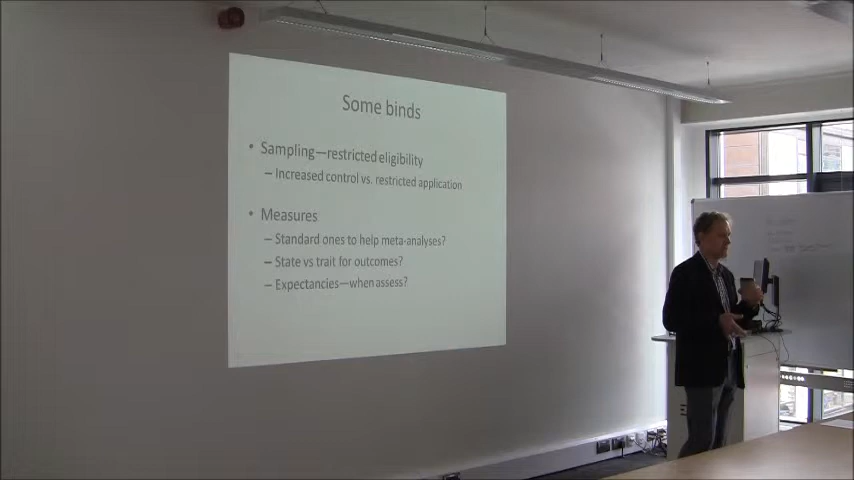 Some binds
• Sampling—restricted eligibility
– Increased control vs. restricted application
• Measures
– Standard ones to help meta-analyses?
– State vs trait for outcomes?
– Expectancies—when assess?